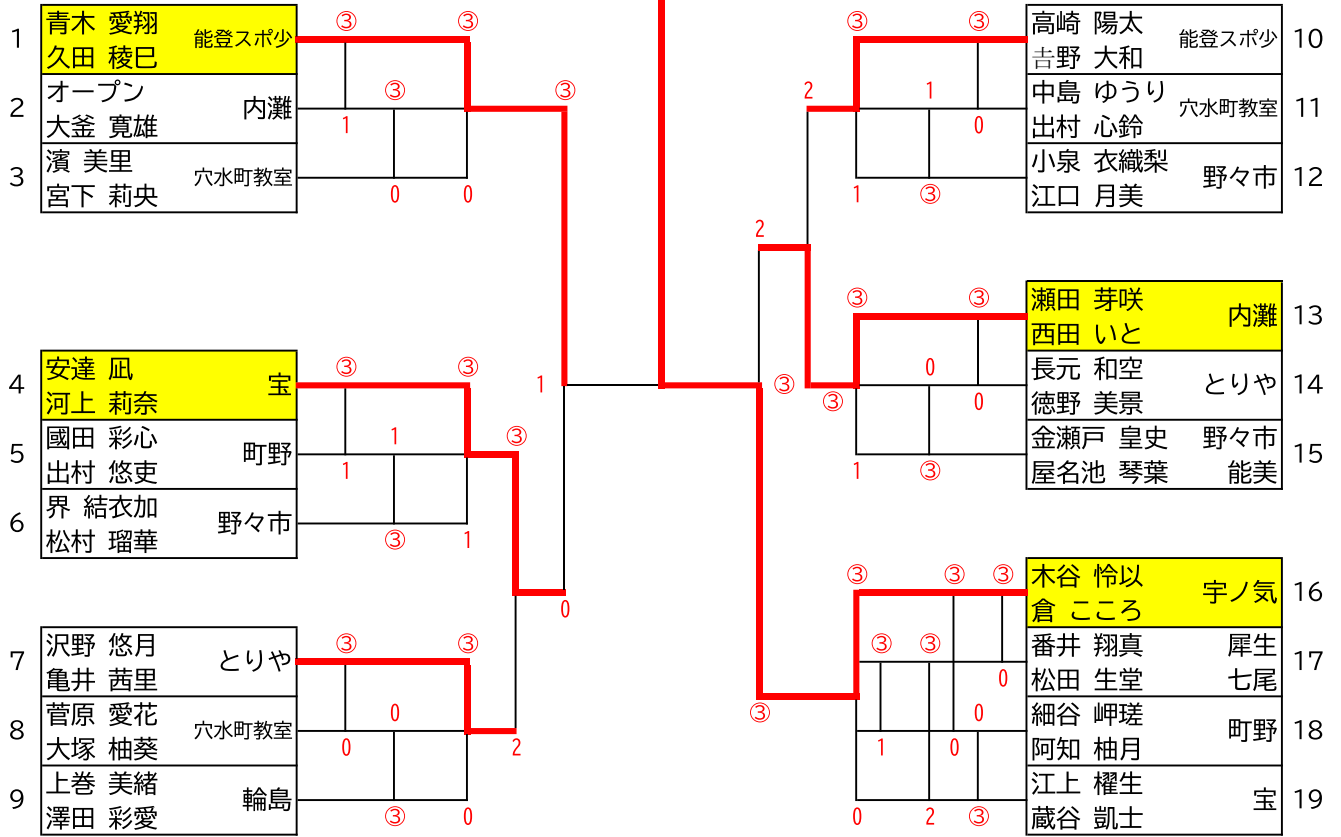 1 青木 愛翔 能登スポ少
久田 稜巳
2 オープン 内灘
大釜 寛雄
3 濱 美里 穴水町教室
宮下 莉央
③ ③
③ ③
1
0 0
4 安達 凪 宝
河上 莉奈
5 國田 彩心 町野
出村 悠吏
6 界 結衣加 野々市
松村 瑠華
③ ③
1
1 ③
1
③ 1
0
7 沢野 悠月 とりや
亀井 茜里
8 菅原 愛花 穴水町教室
大塚 柚葵
9 上巻 美緒 輪島
澤田 彩愛
③ ③
0
0 2
③ 0
高崎 陽太 能登スポ少 10
𠮷野 大和
中島 ゆうり 穴水町教室 11
出村 心鈴
小泉 衣織梨 野々市 12
江口 月美
③ ③
2 1
0
1 ③
2
瀬田 芽咲 内灘 13
西田 いと
長元 和空 とりや 14
徳野 美景
金瀬戸 皇史 野々市 15
屋名池 琴葉 能美
③ ③
0
③ ③ 0
1 ③
木谷 怜以 宇ノ気 16
倉 こころ
番井 翔真 犀生 17
松田 生堂 七尾
細谷 岬瑳 町野 18
阿知 柚月
江上 櫂生 宝 19
蔵谷 凱士
③ ③ ③
③ ③
0
③ 0
1 0
0 2 ③